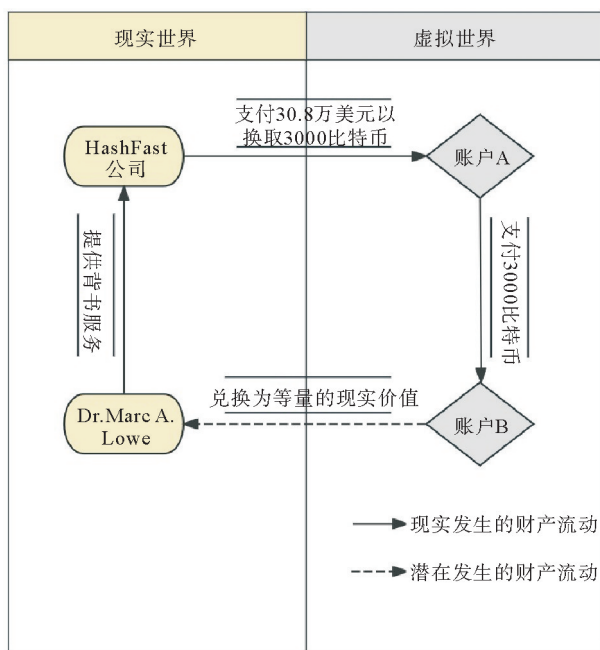 现实世界
虚拟世界
支付30.8万美元以
换取3000比特币
HashFast
公司
账户A
提供背书服务
支付3000比特币
兑换为等量的现实价值
Dr.Marc A.
Lowe
账户B
现实发生的财产流动
潜在发生的财产流动